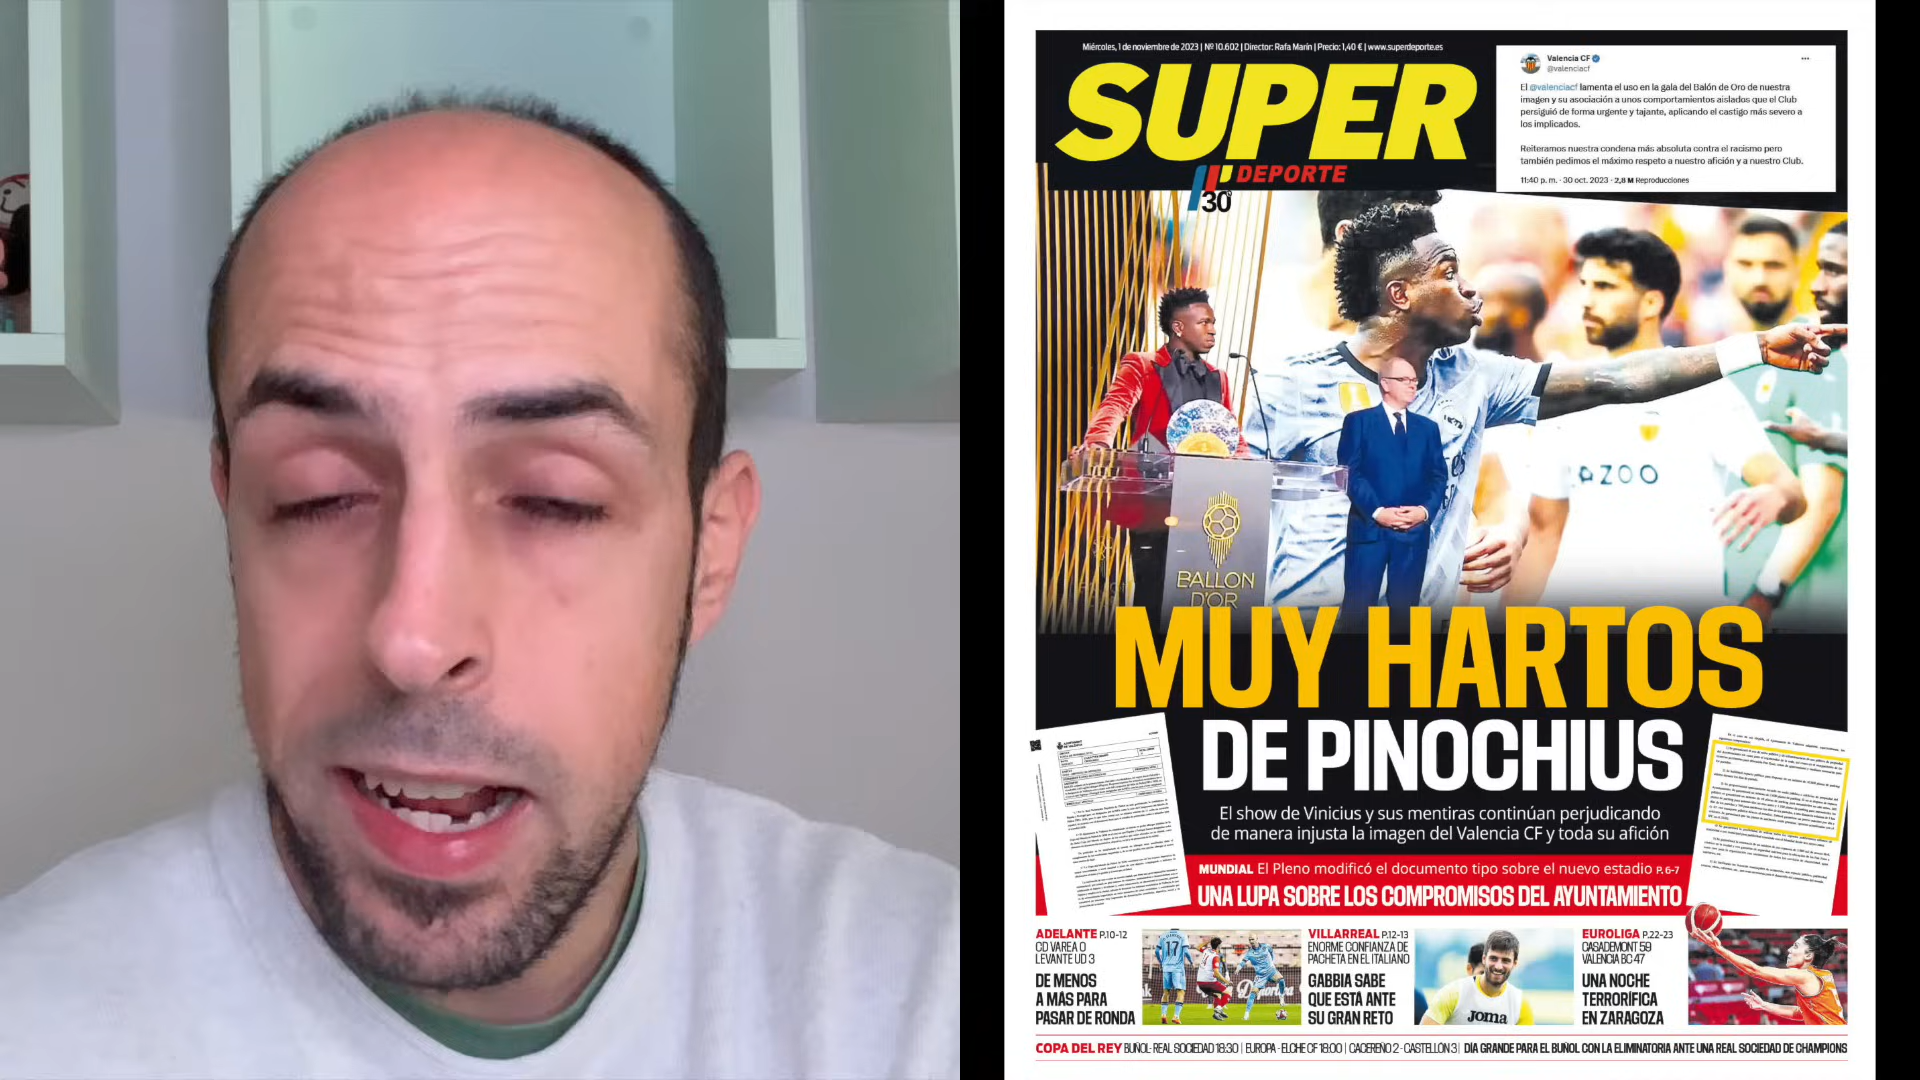 Miércoles, 1 de noviembre de 2023 | Nº 10.602 | Director: Rafa Marín | Precio: 1,40 € | www.superdeporte.es
SUPER
DEPORTE
30º
Valencia CF
@valenciacf
El @valenciacf lamenta el uso en la gala del Balón de Oro de nuestra
imagen y su asociación a unos comportamientos aislados que el Club
persiguió de forma urgente y tajante, aplicando el castigo más severo a
los implicados.
Reiteramos nuestra condena más absoluta contra el racismo pero
también pedimos el máximo respeto a nuestro afición y a nuestro Club.
11:40 p. m. · 30 oct. 2023 · 2,8 M Reproducciones
AZOO
BALLON
D'OR
MUY HARTOS
DE PINOCHIUS
El show de Vinicius y sus mentiras continúan perjudicando
de manera injusta la imagen del Valencia CF y toda su afición
MUNDIAL El Pleno modificó el documento tipo sobre el nuevo estadio P. 6-7
UNA LUPA SOBRE LOS COMPROMISOS DEL AYUNTAMIENTO
ADELANTE P.10-12
CD VAREA 0
LEVANTE UD 3
DE MENOS
A MÁS PARA
PASAR DE RONDA
17
VILLARREAL P.12-13
ENORME CONFIANZA DE
PACHETA EN EL ITALIANO
GABBIA SABE
QUE ESTÁ ANTE
SU GRAN RETO
Joma
EUROLIGA P.22-23
CASADEMONT 59
VALENCIA BC 47
UNA NOCHE
TERRORÍFICA
EN ZARAGOZA
COPA DEL REY BUÑOL- REAL SOCIEDAD 18:30 | EUROPA - ELCHE CF 18:00 | CACEREÑO 2 - CASTELLÓN 3 | DÍA GRANDE PARA EL BUÑOL CON LA ELIMINATORIA ANTE UNA REAL SOCIEDAD DE CHAMPIONS